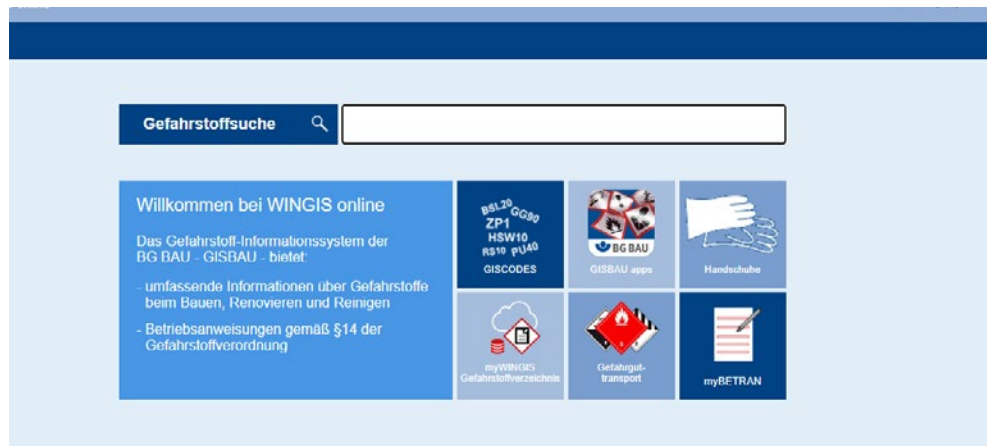 Gefahrstoffsuche
Willkommen bei WINGIS online
Das Gefahrstoff-Informationssystem der
BG BAU - GISBAU - bietet:
- umfassende Informationen über Gefahrstoffe
beim Bauen, Renovieren und Reinigen
- Betriebsanweisungen gemäß §14 der
Gefahrstoffverordnung
BSL20
GG90
ZP1
HSW10
RS10 PU40
GISCODES
BG BAU
GISBAU apps
Handschuhe
myWINGIS
Gefahrstoffverzeichnis
Gefahrgut-
transport
myBETRAN